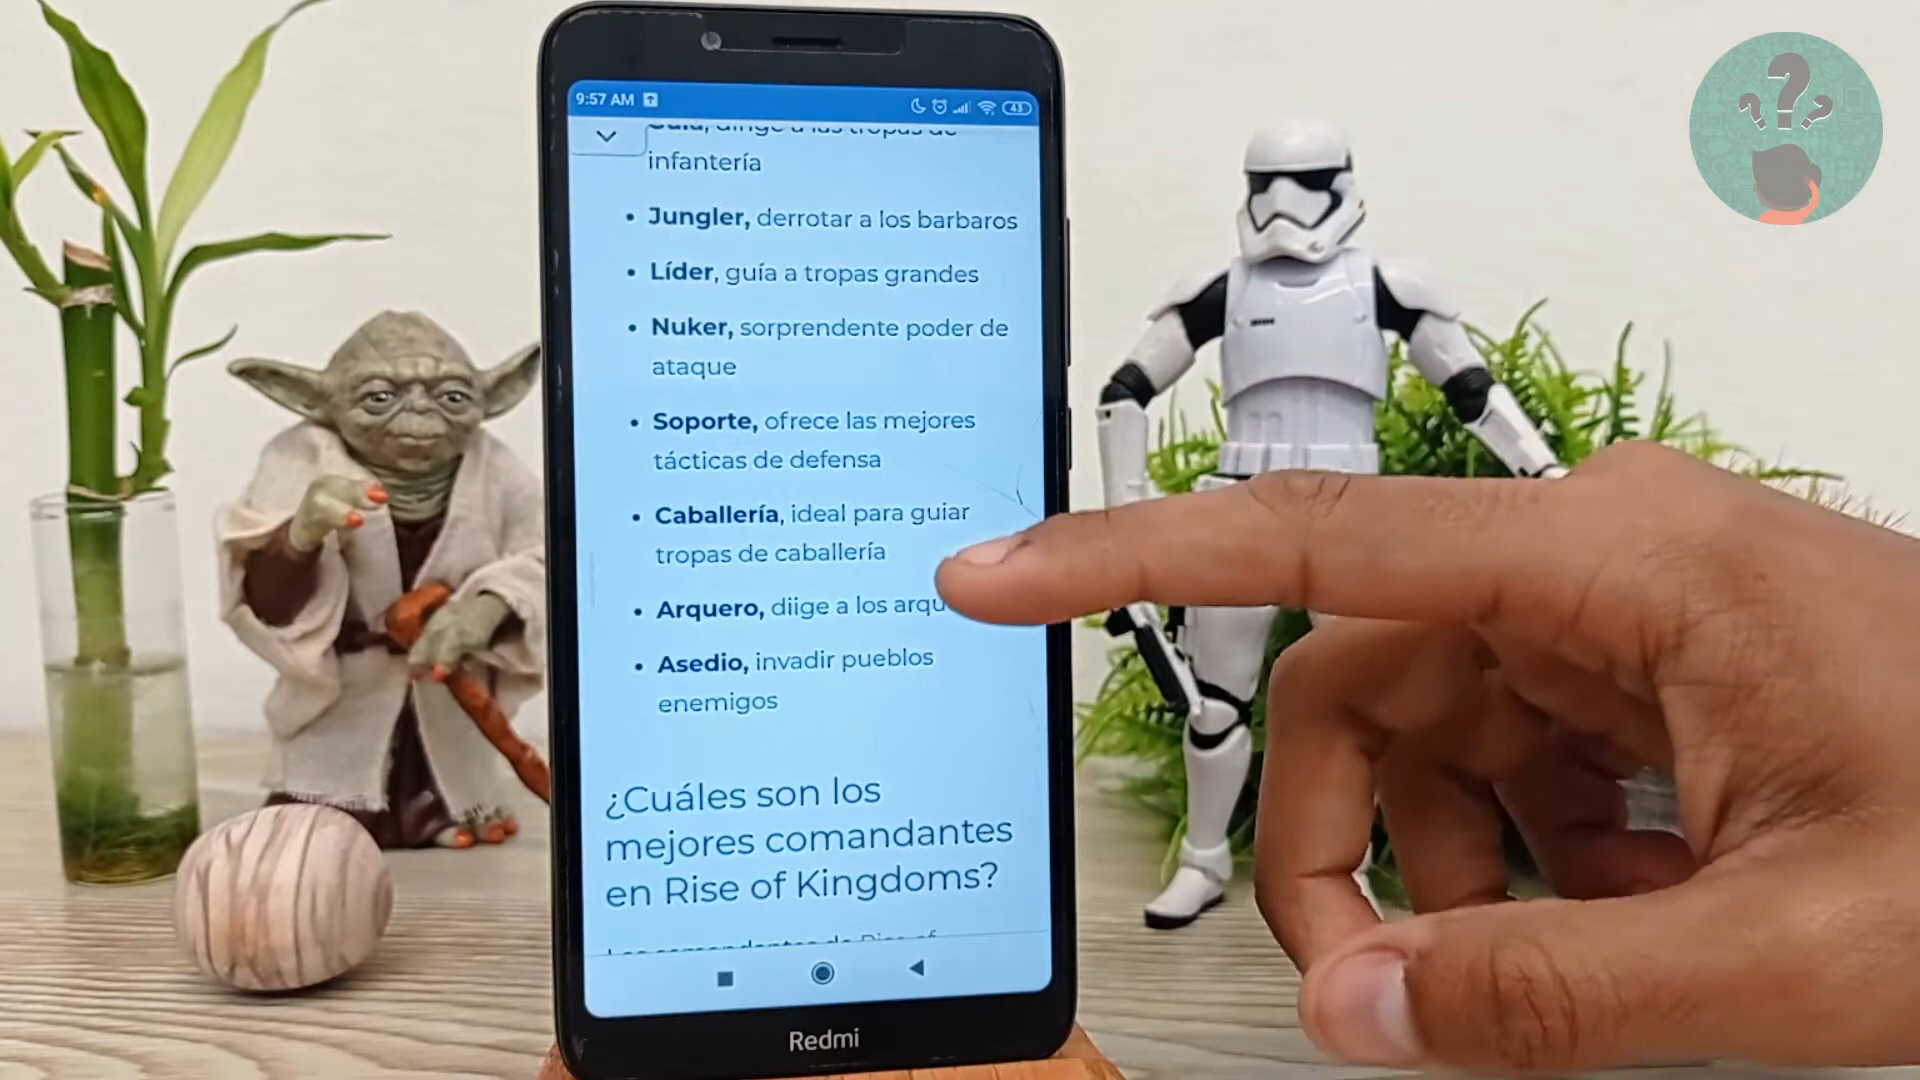 9:57 AM
43
infantería
• Jungler, derrotar a los barbaros
• Líder, guía a tropas grandes
• Nuker, sorprendente poder de
ataque
• Soporte, ofrece las mejores
tácticas de defensa
• Caballería, ideal para guiar
tropas de caballería
• Arquero, diige a los arqu
• Asedio, invadir pueblos
enemigos
¿Cuáles son los
mejores comandantes
en Rise of Kingdoms?
Redmi